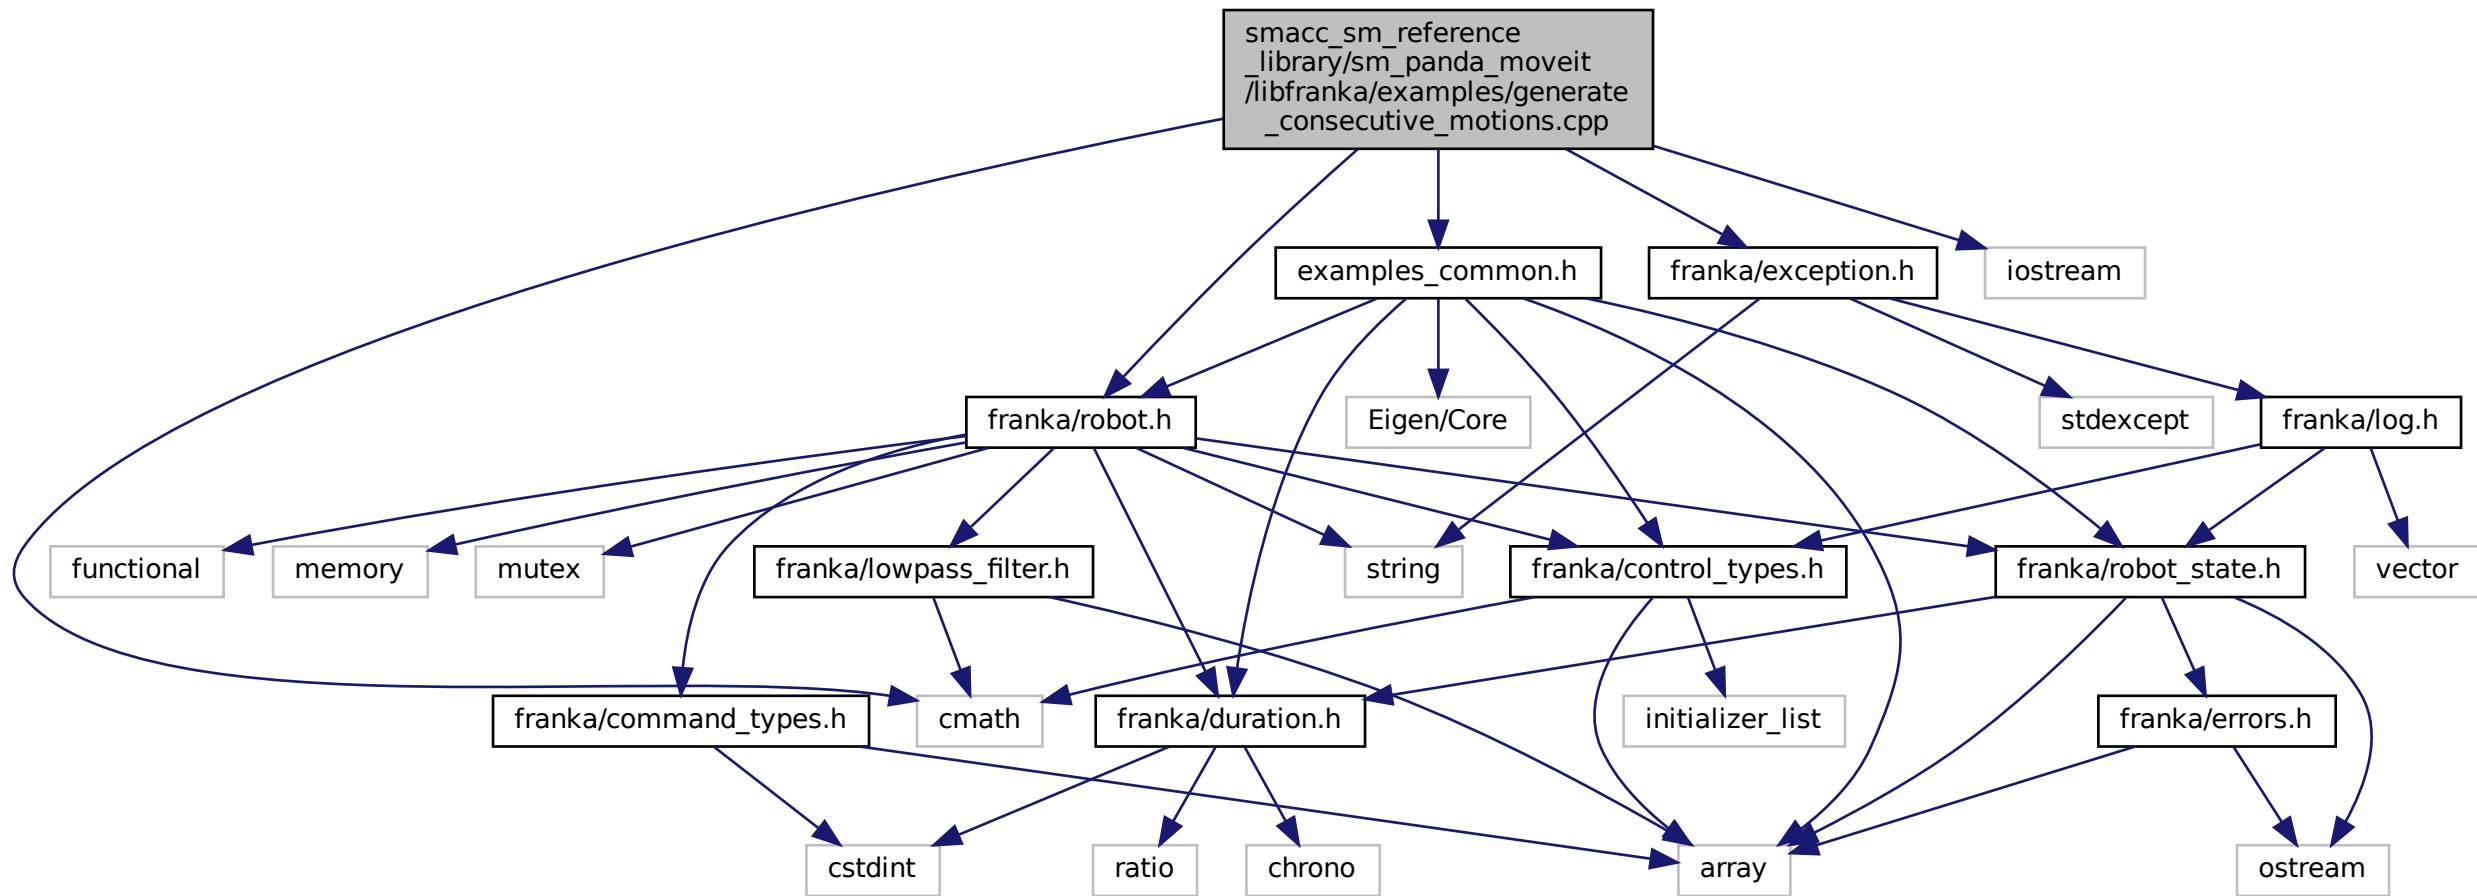 smacc_sm_reference
_library/sm_panda_moveit
/libfranka/examples/generate
_consecutive_motions.cpp
examples_common.h
franka/exception.h
iostream
franka/robot.h
Eigen/Core
stdexcept
franka/log.h
functional
memory
mutex
franka/lowpass_filter.h
string
franka/control_types.h
franka/robot_state.h
vector
franka/command_types.h
cmath
franka/duration.h
initializer_list
franka/errors.h
cstdint
ratio
chrono
array
ostream